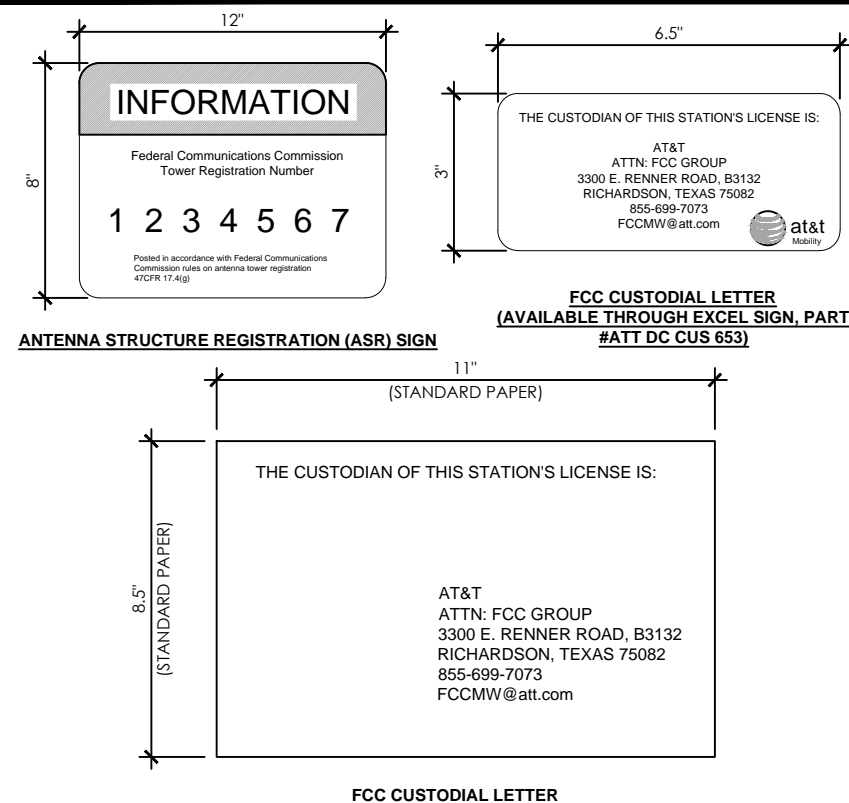 12"
8"
INFORMATION
Federal Communications Commission
Tower Registration Number
1 2 3 4 5 6 7
Posted in accordance with Federal Communications
Commission rules on antenna tower registration
47CFR 17.4(g)
ANTENNA STRUCTURE REGISTRATION (ASR) SIGN
6.5"
3"
THE CUSTODIAN OF THIS STATION'S LICENSE IS:
AT&T
ATTN: FCC GROUP
3300 E. RENNER ROAD, B3132
RICHARDSON, TEXAS 75082
855-699-7073
FCCMW@att.com
at&t
Mobility
FCC CUSTODIAL LETTER
(AVAILABLE THROUGH EXCEL SIGN, PART
#ATT DC CUS 653)
11"
(STANDARD PAPER)
8.5"
(STANDARD PAPER)
THE CUSTODIAN OF THIS STATION'S LICENSE IS:
AT&T
ATTN: FCC GROUP
3300 E. RENNER ROAD, B3132
RICHARDSON, TEXAS 75082
855-699-7073
FCCMW@att.com
FCC CUSTODIAL LETTER